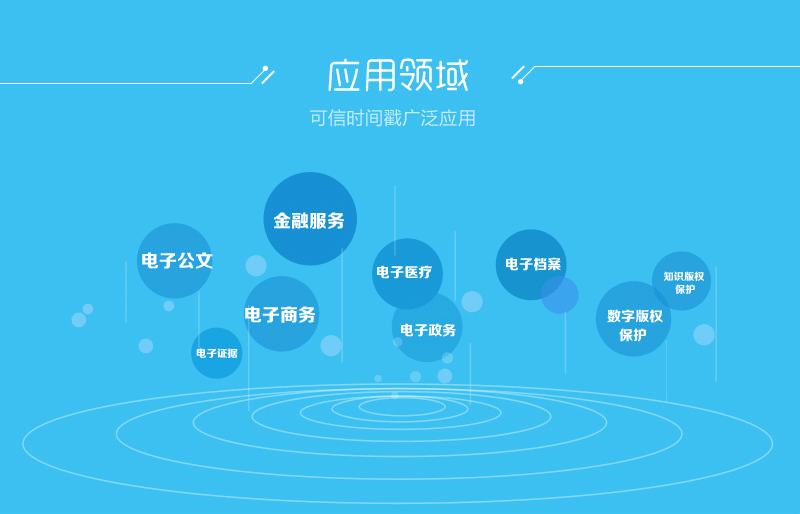 应用领域
可信时间戳广泛应用
金融服务
电子公文
电子医疗
电子档案
知识版权
保护
电子商务
数字版权
保护
电子政务
电子证据